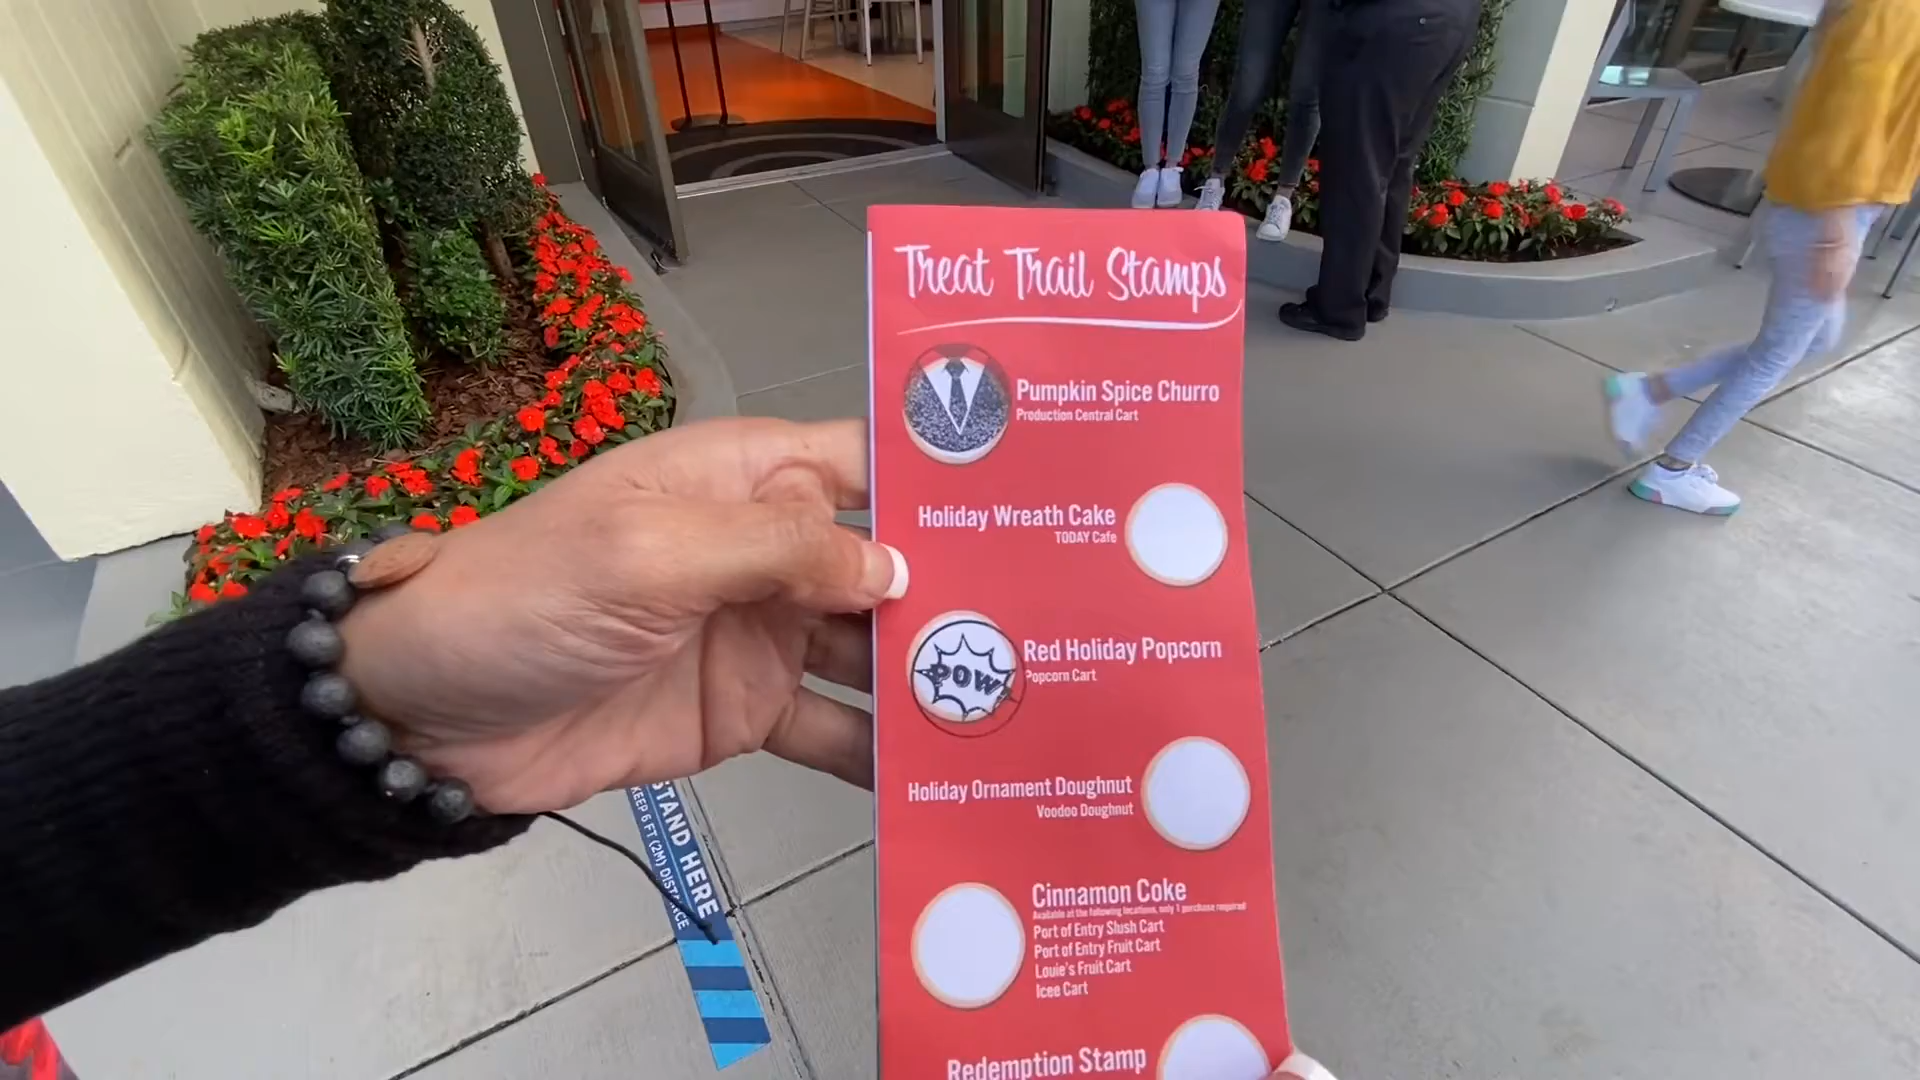 Treat Trail Stamps
Pumpkin Spice Churro
Production Central Cart
Holiday Wreath Cake
TODAY Cafe
POW
Red Holiday Popcorn
Popcorn Cart
Holiday Ornament Doughnut
Voodoo Doughnut
Cinnamon Coke
Available at the following locations, only 1 purchase required
Port of Entry Slush Cart
Port of Entry Fruit Cart
Louie's Fruit Cart
Icee Cart
Redemption Stamp
STAND HERE
KEEP 6 FT (2M) DISTANCE